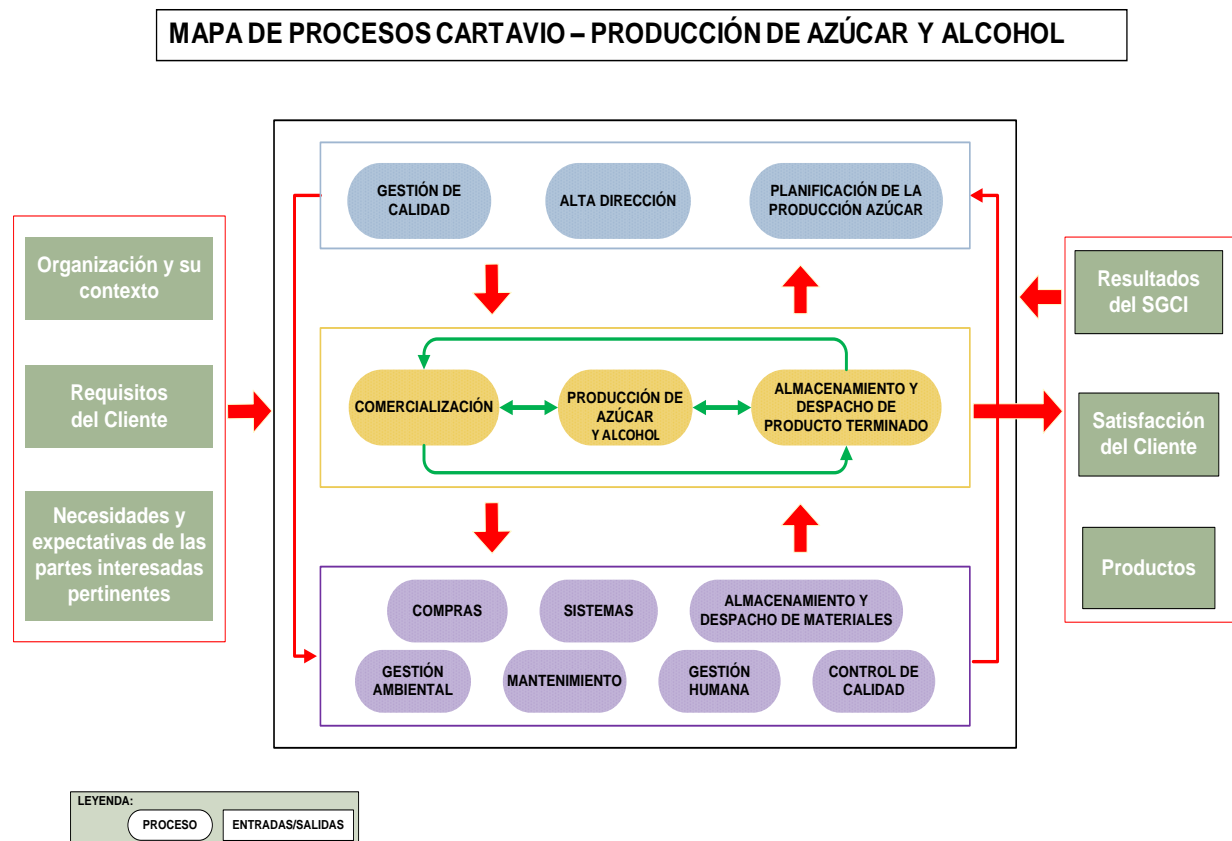 MAPA DE PROCESOS CARTAVIO – PRODUCCIÓN DE AZÚCAR Y ALCOHOL
GESTIÓN DE
CALIDAD
ALTA DIRECCIÓN
PLANIFICACIÓN DE LA
PRODUCCIÓN AZÚCAR
Organización y su
contexto
Requisitos
del Cliente
Necesidades y
expectativas de las
partes interesadas
pertinentes
COMERCIALIZACIÓN
PRODUCCIÓN DE
AZÚCAR
Y ALCOHOL
ALMACENAMIENTO Y
DESPACHO DE
PRODUCTO TERMINADO
Resultados
del SGCI
Satisfacción
del Cliente
Productos
COMPRAS
SISTEMAS
ALMACENAMIENTO Y
DESPACHO DE MATERIALES
GESTIÓN
AMBIENTAL
MANTENIMIENTO
GESTIÓN
HUMANA
CONTROL DE
CALIDAD
LEYENDA:
PROCESO
ENTRADAS/SALIDAS